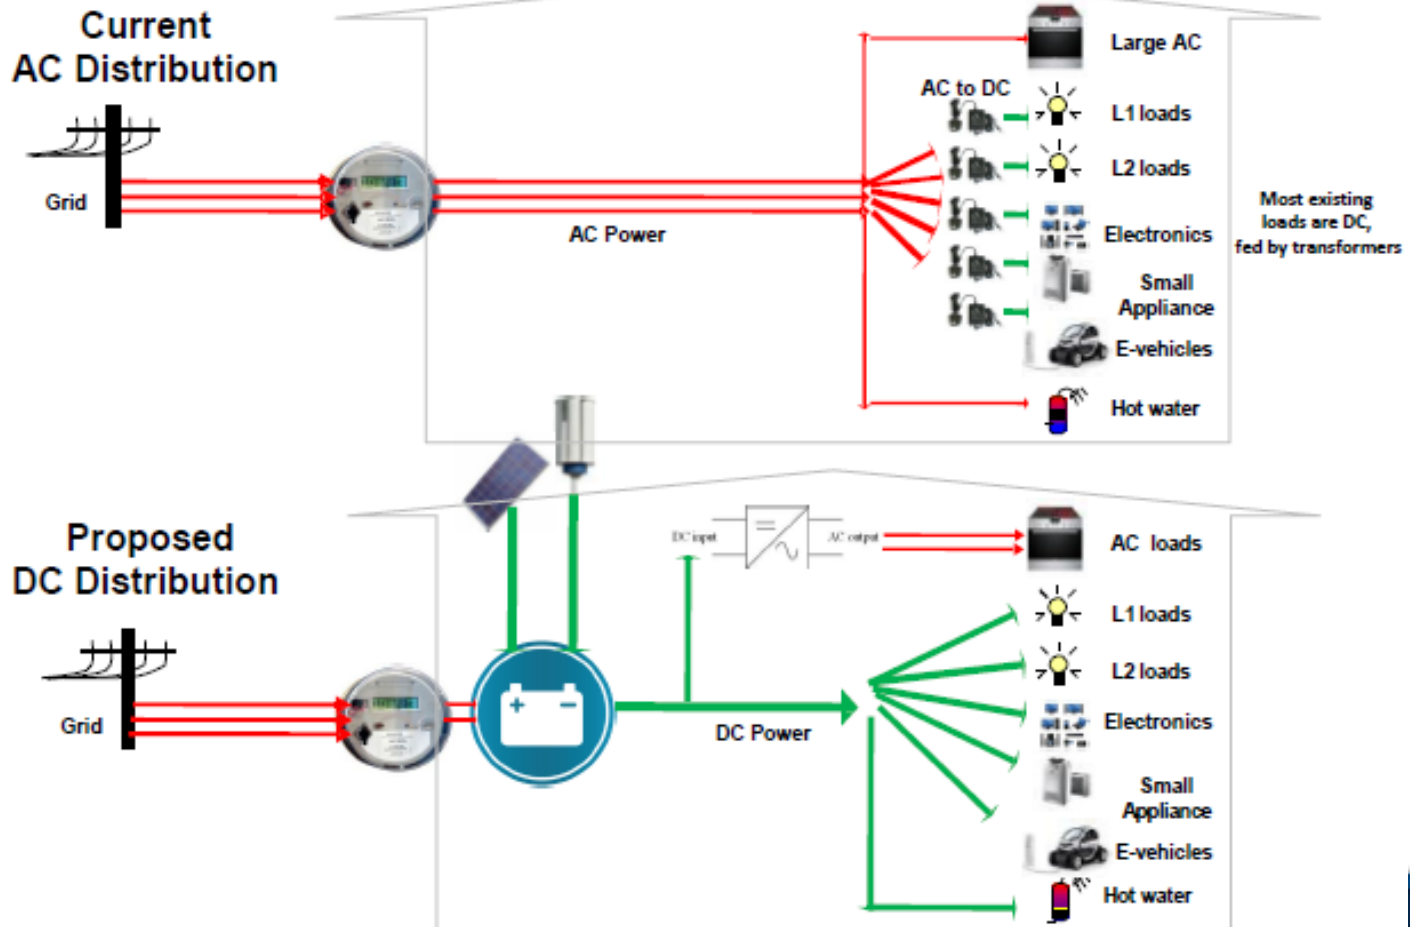 Current
AC Distribution
Grid
AC Power
AC to DC
Large AC
L1 loads
L2 loads
Electronics
Small
Appliance
E-vehicles
Hot water
Most existing
loads are DC,
fed by transformers
Proposed
DC Distribution
Grid
DC input
AC output
DC Power
AC loads
L1 loads
L2 loads
Electronics
Small
Appliance
E-vehicles
Hot water